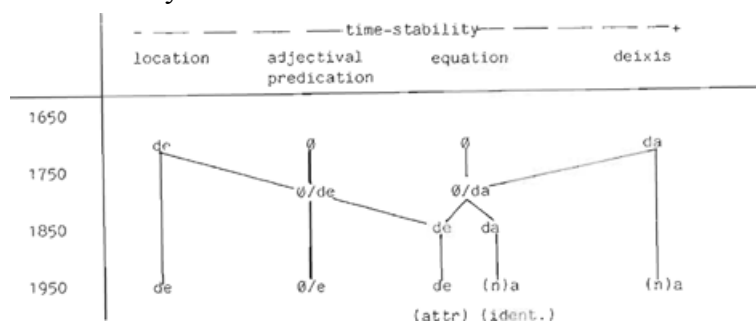 - time-stability +
location adjectival equation deixis
predication
1650
de Ø Ø da
1750
Ø/de Ø/da
1850 de da
1950 de Ø/e de (n)a (n)a
(attr) (ident.)